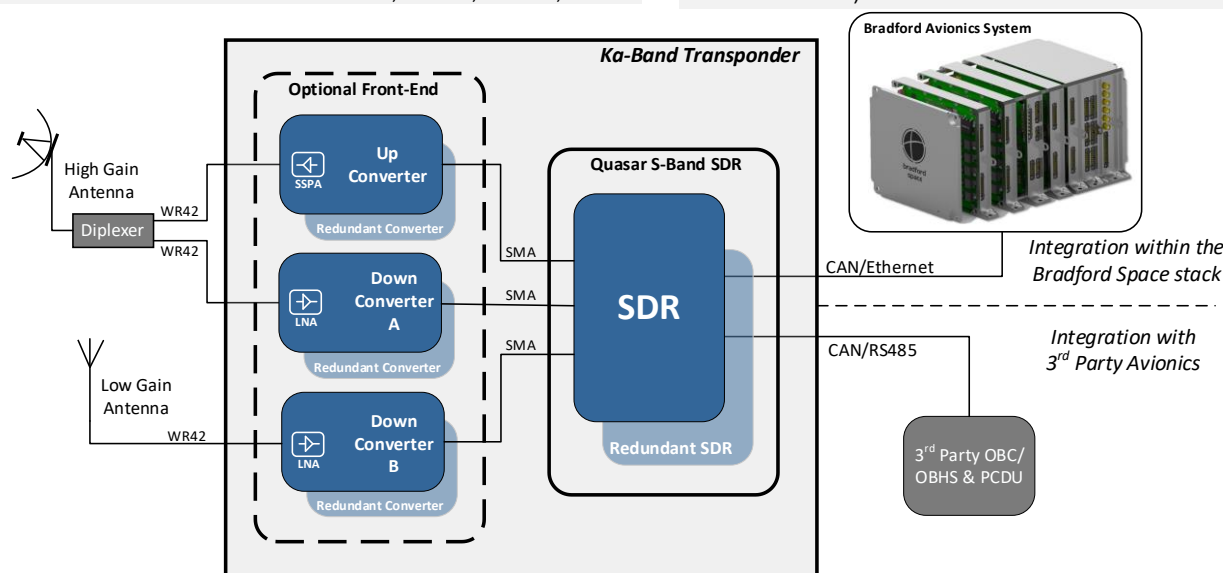 Bradford Avionics System
bradford
space
Ka-Band Transponder
Optional Front-End
Up
Converter
SSPA
Redundant Converter
Quasar S-Band SDR
High Gain
Antenna
WR42
Diplexer
WR42
SMA
Down
Converter
A
LNA
Redundant Converter
SMA
SDR
CAN/Ethernet
Integration within the
Bradford Space stack
CAN/RS485
Integration with
3rd Party Avionics
SMA
Low Gain
Antenna
WR42
Down
Converter
B
LNA
Redundant Converter
Redundant SDR
3rd Party OBC/
OBHS & PCDU